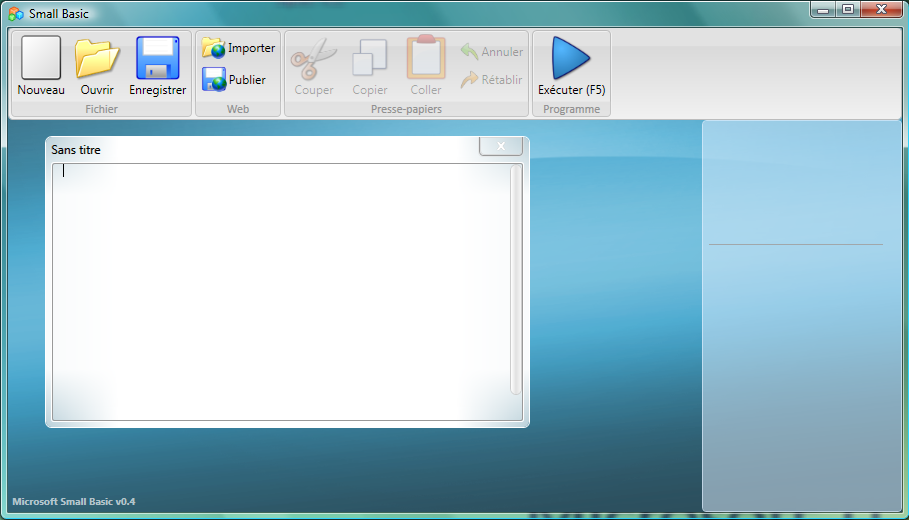 Small Basic
Nouveau
Ouvrir
Enregistrer
Importer
Publier
Couper
Copier
Coller
Annuler
Rétablir
Exécuter (F5)
Fichier
Web
Presse-papiers
Programme
Sans titre
Microsoft Small Basic v0.4